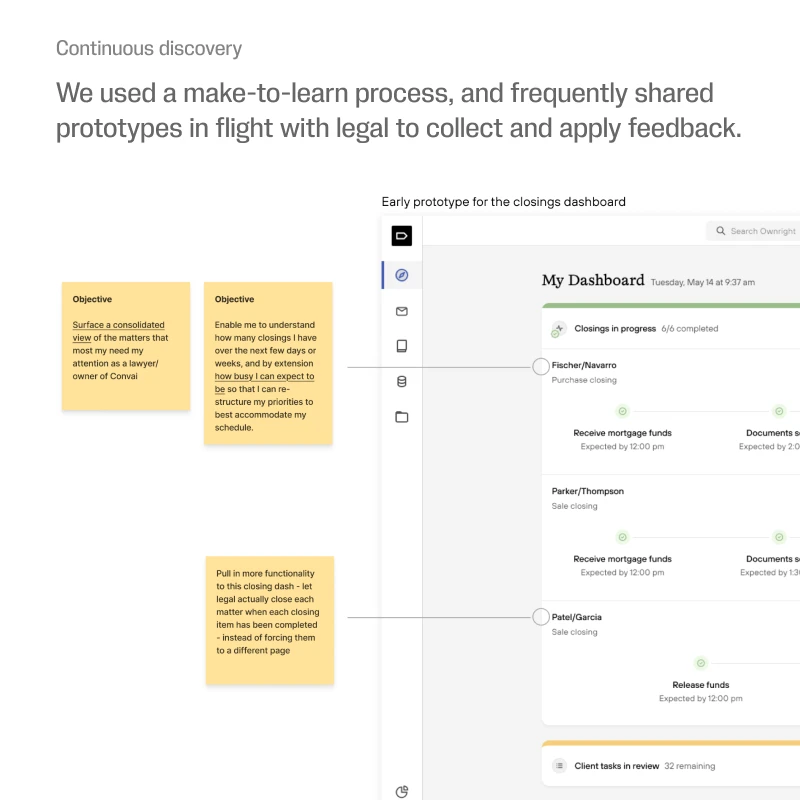 Continuous discovery
We used a make-to-learn process, and frequently shared
prototypes in flight with legal to collect and apply feedback.
Early prototype for the closings dashboard
Objective
Surface a consolidated
view of the matters that
most my need my
attention as a lawyer/
owner of Convai
Objective
Enable me to understand
how many closings I have
over the next few days or
weeks, and by extension
how busy I can expect to
be so that I can re-
structure my priorities to
best accommodate my
schedule.
Pull in more functionality
to this closing dash - let
legal actually close each
matter when each closing
item has been completed
- instead of forcing them
to a different page
Search Ownright
My Dashboard Tuesday, May 14 at 9:37 am
Closings in progress 6/6 completed
Fischer/Navarro
Purchase closing
Receive mortgage funds
Expected by 12:00 pm
Documents s
Expected by 2:0
Parker/Thompson
Sale closing
Receive mortgage funds
Expected by 12:00 pm
Documents s
Expected by 1:3
Patel/Garcia
Sale closing
Release funds
Expected by 12:00 pm
Client tasks in review 32 remaining